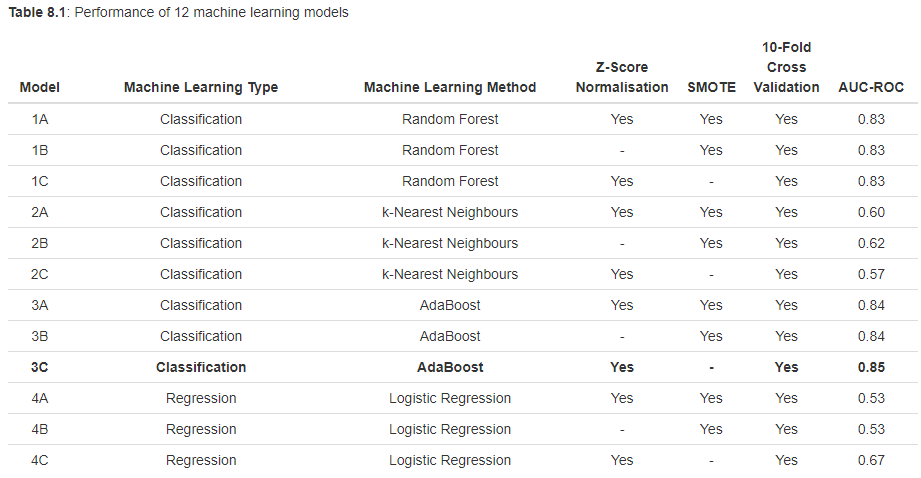 Table 8.1: Performance of 12 machine learning models
Model Machine Learning Type Machine Learning Method Z-Score Normalisation SMOTE 10-Fold Cross Validation AUC-ROC
1A Classification Random Forest Yes Yes Yes 0.83
1B Classification Random Forest - Yes Yes 0.83
1C Classification Random Forest Yes - Yes 0.83
2A Classification k-Nearest Neighbours Yes Yes Yes 0.60
2B Classification k-Nearest Neighbours - Yes Yes 0.62
2C Classification k-Nearest Neighbours Yes - Yes 0.57
3A Classification AdaBoost Yes Yes Yes 0.84
3B Classification AdaBoost - Yes Yes 0.84
3C Classification AdaBoost Yes - Yes 0.85
4A Regression Logistic Regression Yes Yes Yes 0.53
4B Regression Logistic Regression - Yes Yes 0.53
4C Regression Logistic Regression Yes - Yes 0.67